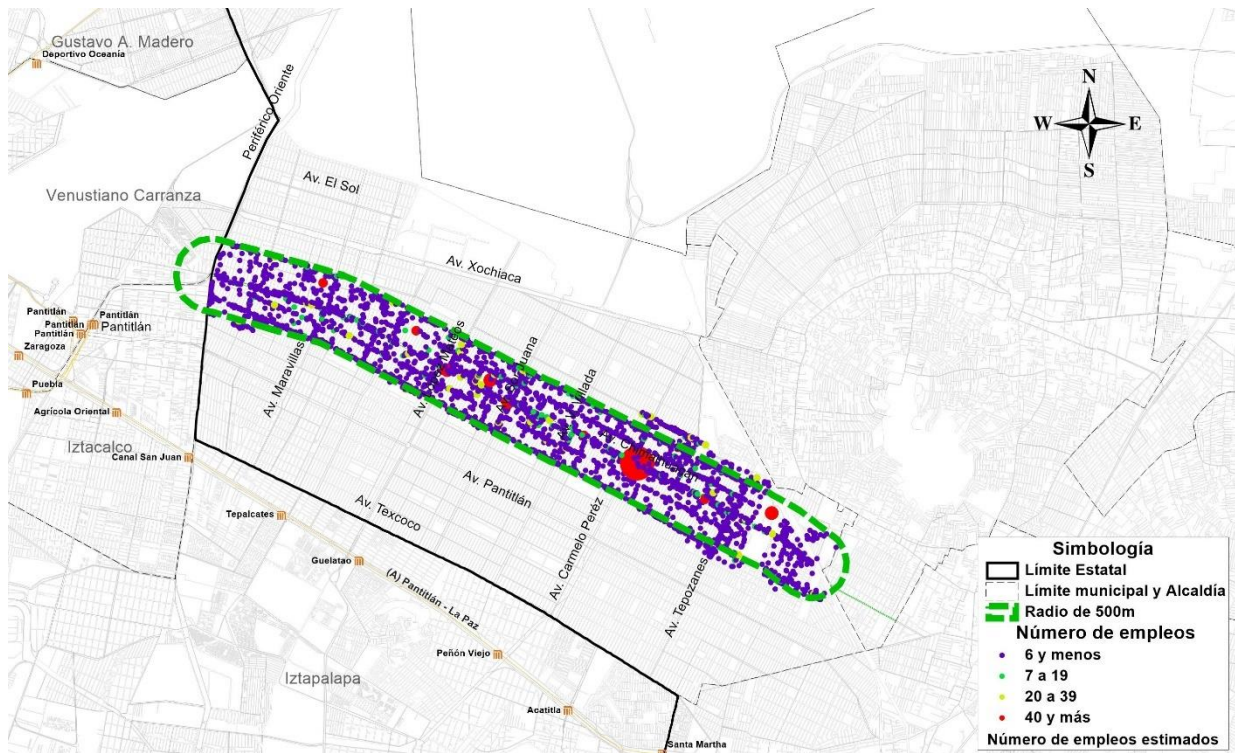 Gustavo A. Madero
Deportivo Oceanía
Periférico Oriente
N
W E
S
Av. El Sol
Venustiano Carranza
Av. Xochiaca
Pantitlán
Pantitlán
Pantitlán
Pantitlán
Pantitlán
Zaragoza
Puebla
Av. Maravillas
Agrícola Oriental
Iztacalco
Canal San Juan
Av. Pantitlán
Av. Texcoco
Tepalcates
Guelatao
(A) Pantitlán - La Paz
Av. Carmelo Peréz
Av. Tepozanes
Peñón Viejo
Iztapalapa
Acatitla
Santa Martha
Simbología
Límite Estatal
Límite municipal y Alcaldía
Radio de 500m
Número de empleos
6 y menos
7 a 19
20 a 39
40 y más
Número de empleos estimados